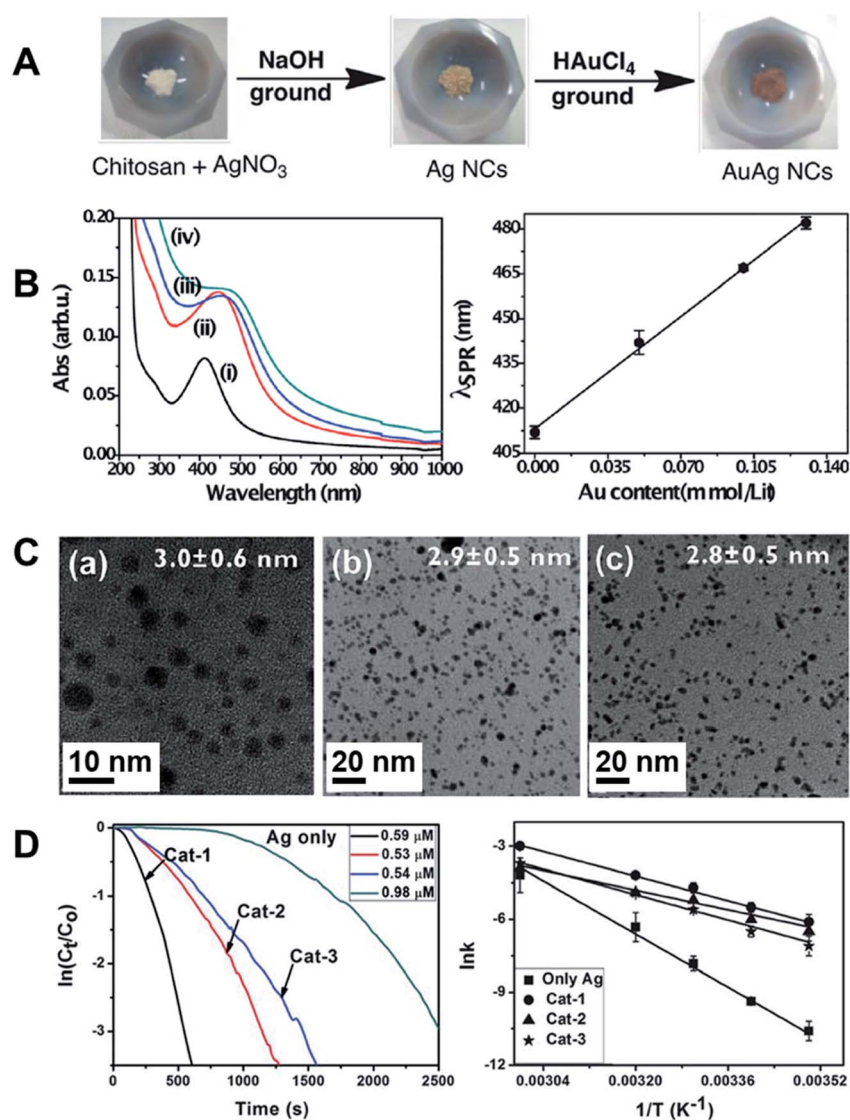 A
NaOH
ground
HAuCl4
ground
Chitosan + AgNO3
Ag NCs
AuAg NCs
B
0.20
0.15
0.10
0.05
0.00
Abs (arb.u.)
(iv)
(iii)
(ii)
(i)
200 300 400 500 600 700 800 900 1000
Wavelength (nm)
480
465
450
435
420
405
λSPR (nm)
0.000 0.035 0.070 0.105 0.140
Au content(m mol/Lit)
C
(a) 3.0±0.6 nm
10 nm
(b) 2.9±0.5 nm
20 nm
(c) 2.8±0.5 nm
20 nm
D
0
-1
-2
-3
ln(Ct/Co)
Ag only
0.59 μM
0.53 μM
0.54 μM
0.98 μM
Cat-1
Cat-2
Cat-3
0 500 1000 1500 2000 2500
Time (s)
-3
-6
-9
-12
lnk
Only Ag
Cat-1
Cat-2
Cat-3
0.00304 0.00320 0.00336 0.00352
1/T (K-1)